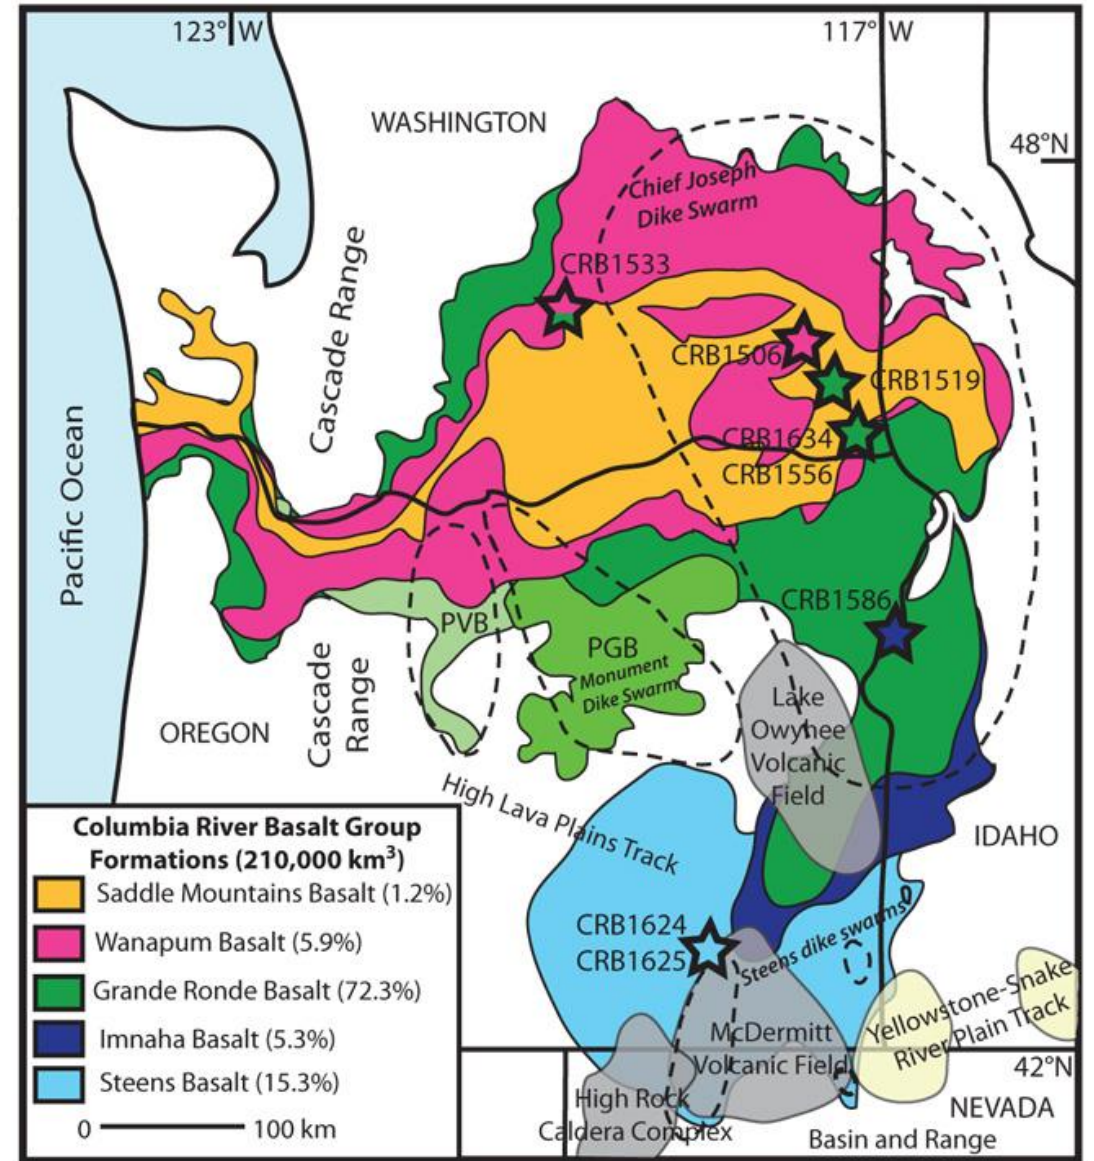 123° W
117° W
WASHINGTON
48°N
Chief Joseph
Dike Swarm
CRB1533
Cascade Range
CRB1506
CRB1519
CRB1634
CRB1556
Pacific Ocean
CRB1586
PVB
PGB
Monument
Dike Swarm
Cascade
Range
OREGON
Lake
Owyhee
Volcanic
Field
High Lava Plains Track
IDAHO
CRB1624
CRB1625
Steens dike swarms
Yellowstone-Snake
River Plain Track
McDermitt
Volcanic Field
42°N
High Rock
Caldera Complex
NEVADA
Basin and Range
Columbia River Basalt Group
Formations (210,000 km³)
Saddle Mountains Basalt (1.2%)
Wanapum Basalt (5.9%)
Grande Ronde Basalt (72.3%)
Imnaha Basalt (5.3%)
Steens Basalt (15.3%)
0 100 km